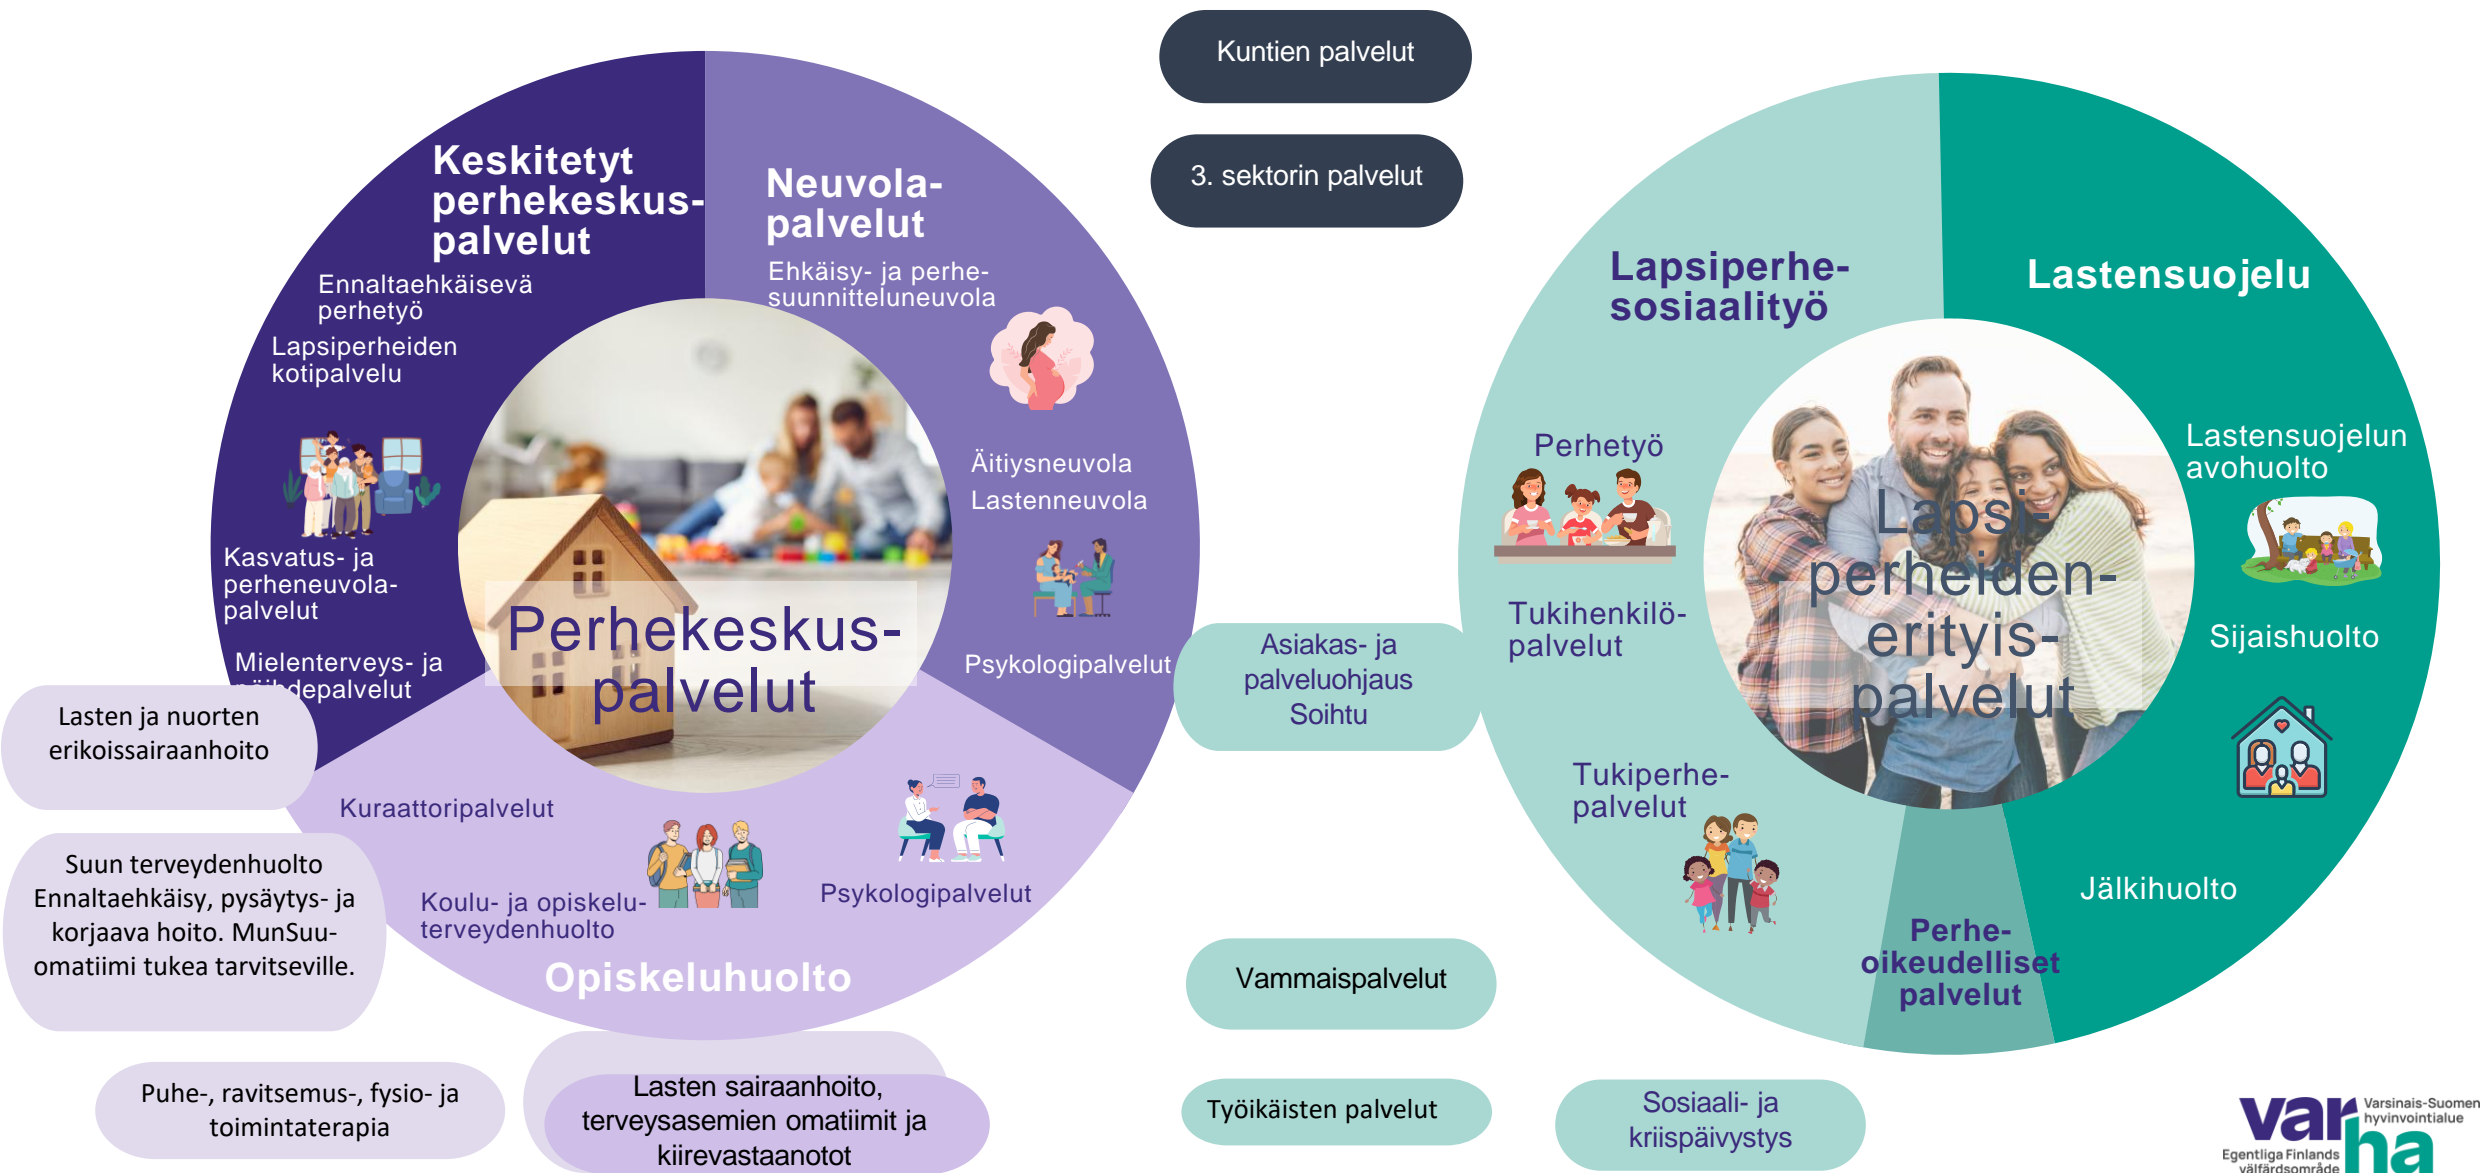 Kuntien palvelut
3. sektorin palvelut
Keskitetyt
perhekeskus-
palvelut
Ennaltaehkäisevä
perhetyö
Lapsiperheiden
kotipalvelu
Kasvatus- ja
perheneuvola-
palvelut
Mielenterveys- ja
päihdepalvelut
Neuvola-
palvelut
Ehkäisy- ja perhe-
suunnitteluneuvola
Äitiysneuvola
Lastenneuvola
Psykologipalvelut
Perhekeskus-
palvelut
Kuraattoripalvelut
Koulu- ja opiskelu-
terveydenhuolto
Psykologipalvelut
Opiskeluhuolto
Lasten ja nuorten
erikoissairaanhoito
Suun terveydenhuolto
Ennaltaehkäisy, pysäytys- ja
korjaava hoito. MunSuu-
omatiimi tukea tarvitseville.
Puhe-, ravitsemus-, fysio- ja
toimintaterapia
Lasten sairaanhoito,
terveysasemien omatiimit ja
kiirevastaanotot
Asiakas- ja
palveluohjaus
Soihtu
Vammaispalvelut
Työikäisten palvelut
Sosiaali- ja
kriispäivystys
Lapsiperhe-
sosiaalityö
Perhetyö
Tukihenkilö-
palvelut
Tukiperhe-
palvelut
Lapsi-
perheiden-
erityis-
palvelut
Lastensuojelu
Lastensuojelun
avohuolto
Sijaishuolto
Jälkihuolto
Perhe-
oikeudelliset
palvelut
varha
Varsinais-Suomen
hyvinvointialue
Egentliga Finlands
välfärdsområde